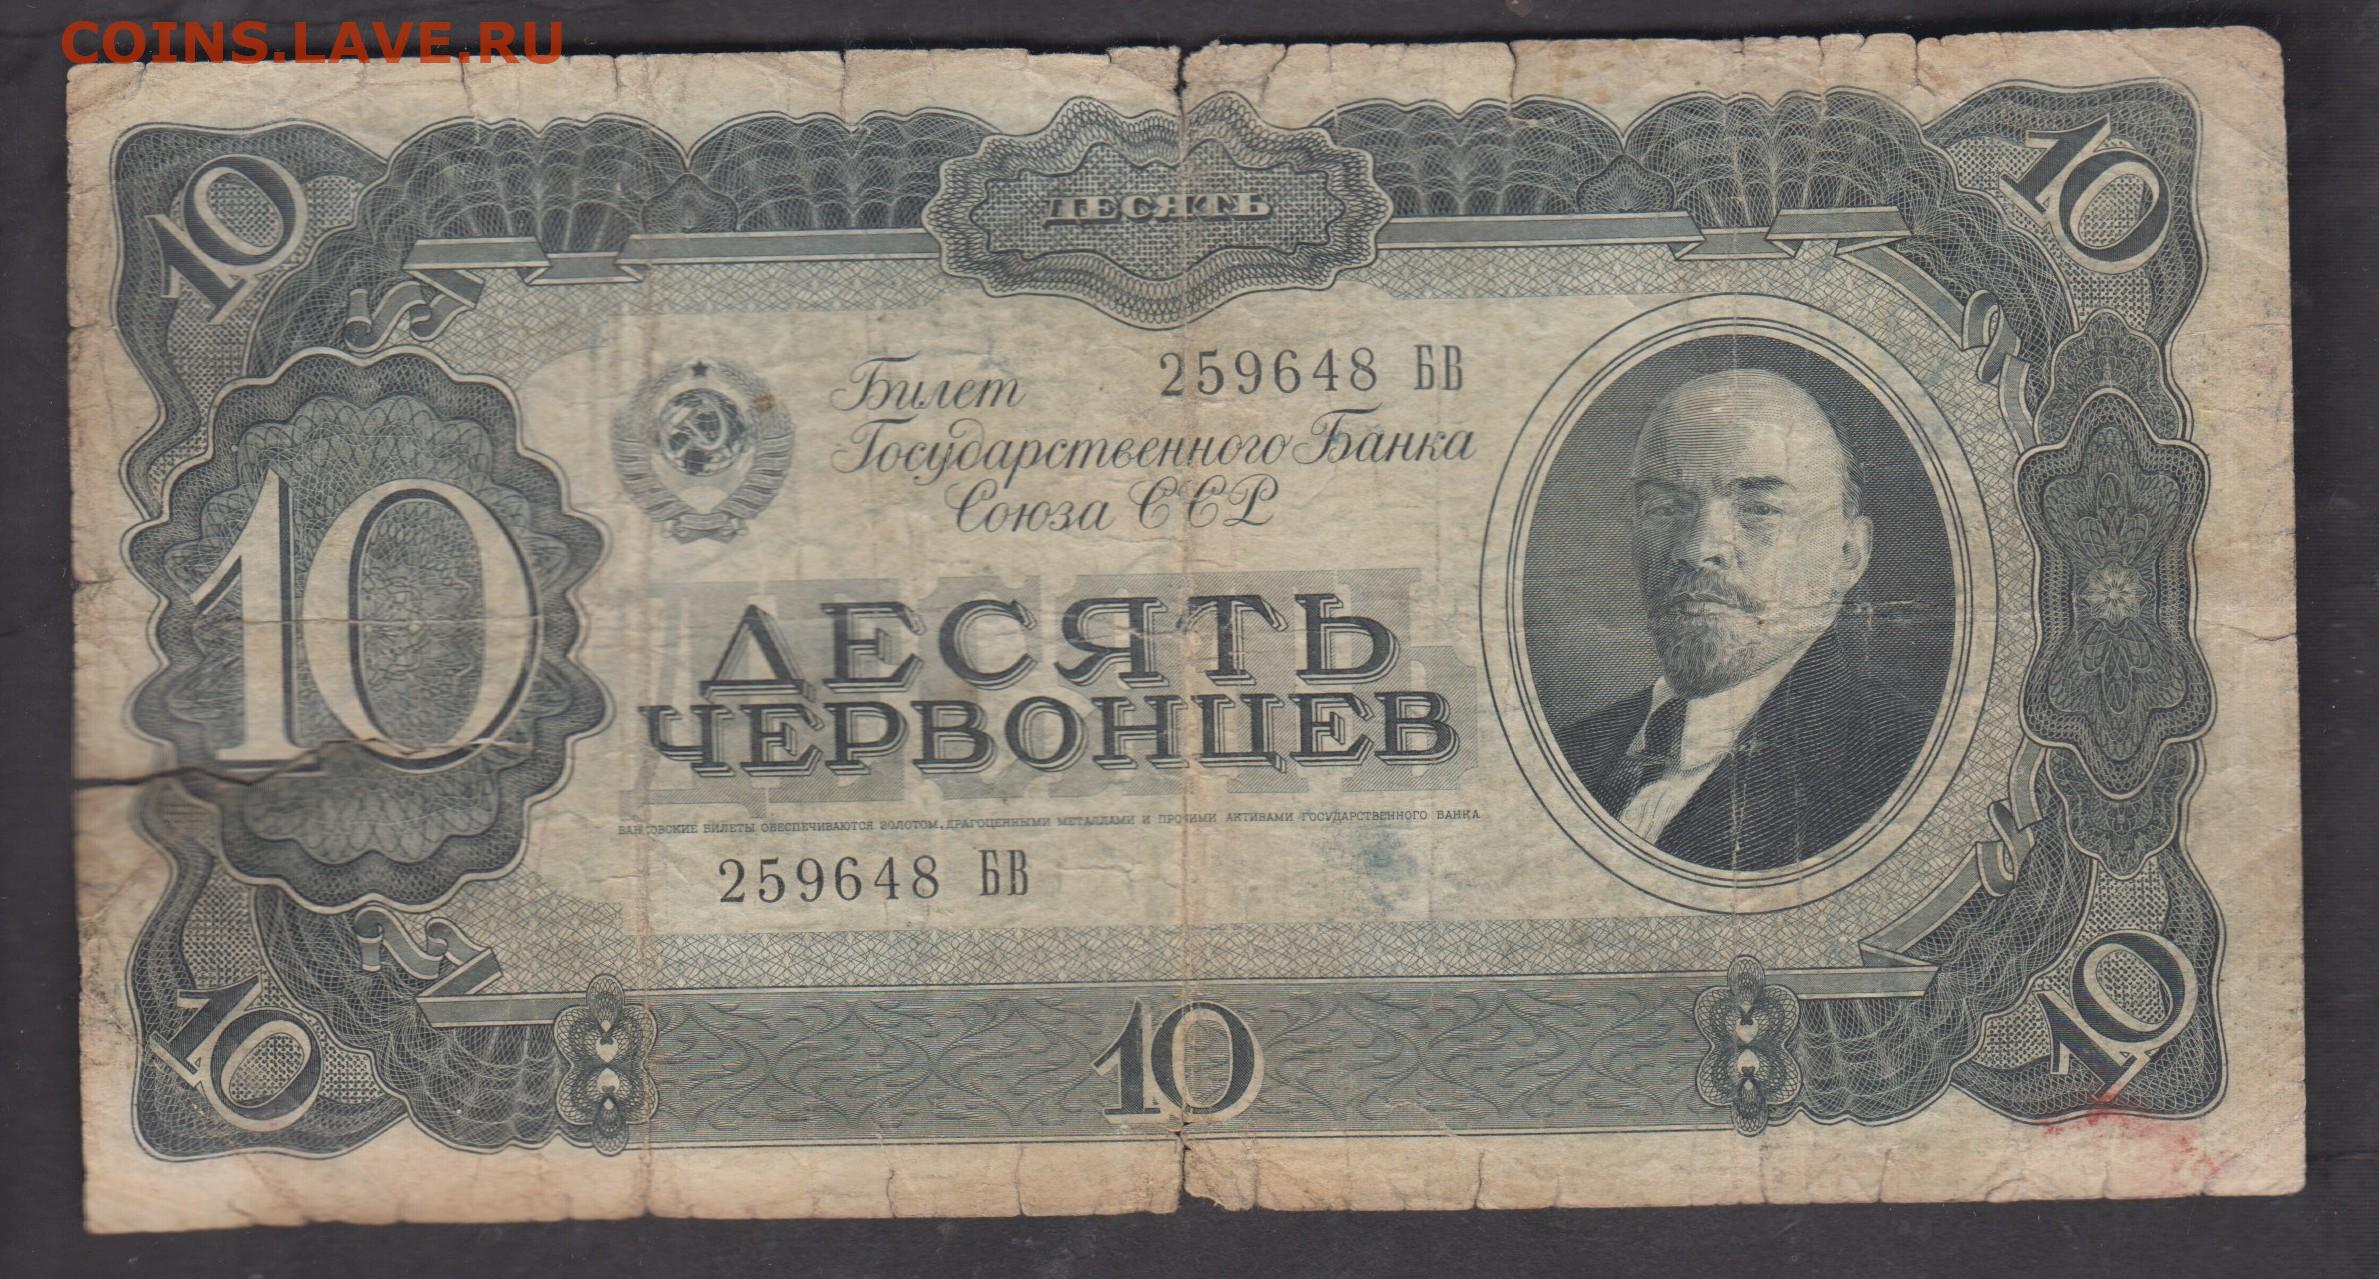 COINS.LAVE.RU
10 ДЕСЯТЬ 10
259648 БВ
Билет
Государственного Банка
Союза ССР
10
ДЕСЯТЬ
ЧЕРВОНЦЕВ
БАНКОВСКИЕ БИЛЕТЫ ОБЕСПЕЧИВАЮТСЯ ЗОЛОТОМ, ДРАГОЦЕННЫМИ МЕТАЛЛАМИ И ПРОЧИМИ АКТИВАМИ ГОСУДАРСТВЕННОГО БАНКА
259648 БВ
10 10 10